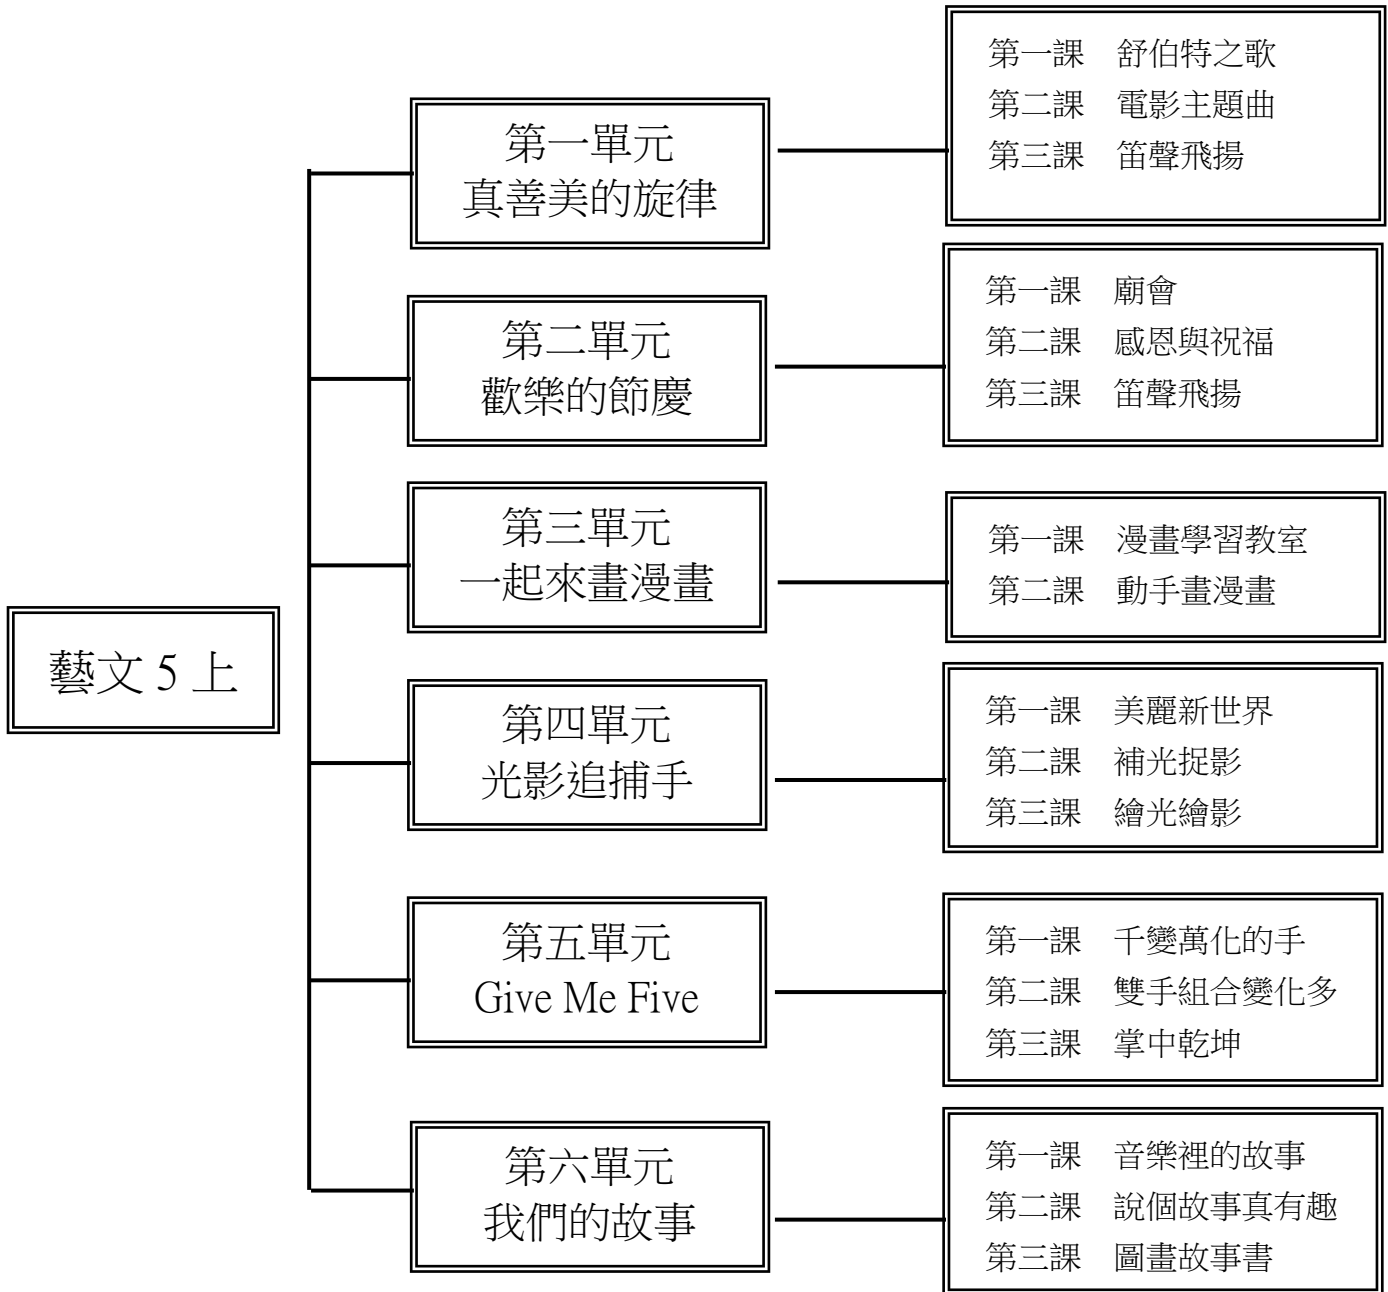 藝文 5 上
第一單元
真善美的旋律
第一課　舒伯特之歌
第二課　電影主題曲
第三課　笛聲飛揚
第二單元
歡樂的節慶
第一課　廟會
第二課　感恩與祝福
第三課　笛聲飛揚
第三單元
一起來畫漫畫
第一課　漫畫學習教室
第二課　動手畫漫畫
第四單元
光影追捕手
第一課　美麗新世界
第二課　補光捉影
第三課　繪光繪影
第五單元
Give Me Five
第一課　千變萬化的手
第二課　雙手組合變化多
第三課　掌中乾坤
第六單元
我們的故事
第一課　音樂裡的故事
第二課　說個故事真有趣
第三課　圖畫故事書